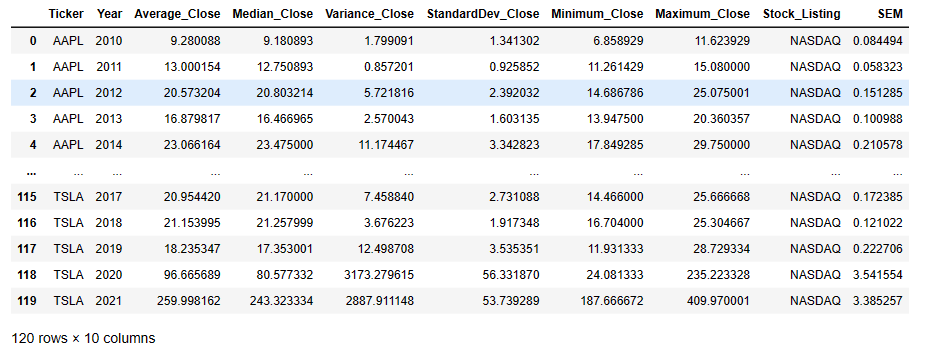 Ticker Year Average_Close Median_Close Variance_Close StandardDev_Close Minimum_Close Maximum_Close Stock_Listing SEM
0 AAPL 2010 9.280088 9.180893 1.799091 1.341302 6.858929 11.623929 NASDAQ 0.084494
1 AAPL 2011 13.000154 12.750893 0.857201 0.925852 11.261429 15.080000 NASDAQ 0.058323
2 AAPL 2012 20.573204 20.803214 5.721816 2.392032 14.686786 25.075001 NASDAQ 0.151285
3 AAPL 2013 16.879817 16.466965 2.570043 1.603135 13.947500 20.360357 NASDAQ 0.100988
4 AAPL 2014 23.066164 23.475000 11.174467 3.342823 17.849285 29.750000 NASDAQ 0.210578
... ... ... ... ... ... ... ... ... ... ...
115 TSLA 2017 20.954420 21.170000 7.458840 2.731088 14.466000 25.666668 NASDAQ 0.172385
116 TSLA 2018 21.153995 21.257999 3.676223 1.917348 16.704000 25.304667 NASDAQ 0.121022
117 TSLA 2019 18.235347 17.353001 12.498708 3.535351 11.931333 28.729334 NASDAQ 0.222706
118 TSLA 2020 96.665689 80.577332 3173.279615 56.331870 24.081333 235.223328 NASDAQ 3.541554
119 TSLA 2021 259.998162 243.323334 2887.911148 53.739289 187.666672 409.970001 NASDAQ 3.385257
120 rows × 10 columns